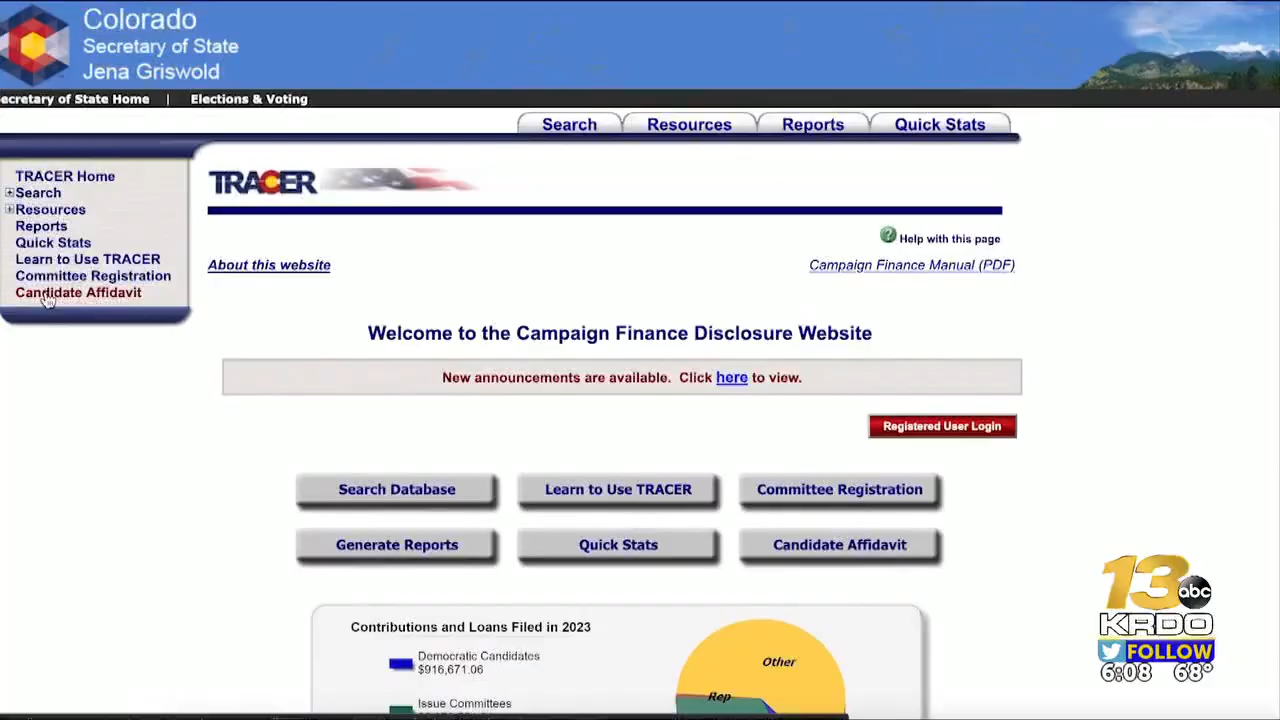 Colorado
Secretary of State
Jena Griswold
ecretary of State Home | Elections & Voting
Search Resources Reports Quick Stats
TRACER Home
Search
Resources
Reports
Quick Stats
Learn to Use TRACER
Committee Registration
Candidate Affidavit
TRACER
Help with this page
About this website
Campaign Finance Manual (PDF)
Welcome to the Campaign Finance Disclosure Website
New announcements are available. Click here to view.
Registered User Login
Search Database Learn to Use TRACER Committee Registration
Generate Reports Quick Stats Candidate Affidavit
Contributions and Loans Filed in 2023
Democratic Candidates
$916,671.06
Issue Committees
Other
Rep
13 abc
KRDO
FOLLOW
6:08 68°